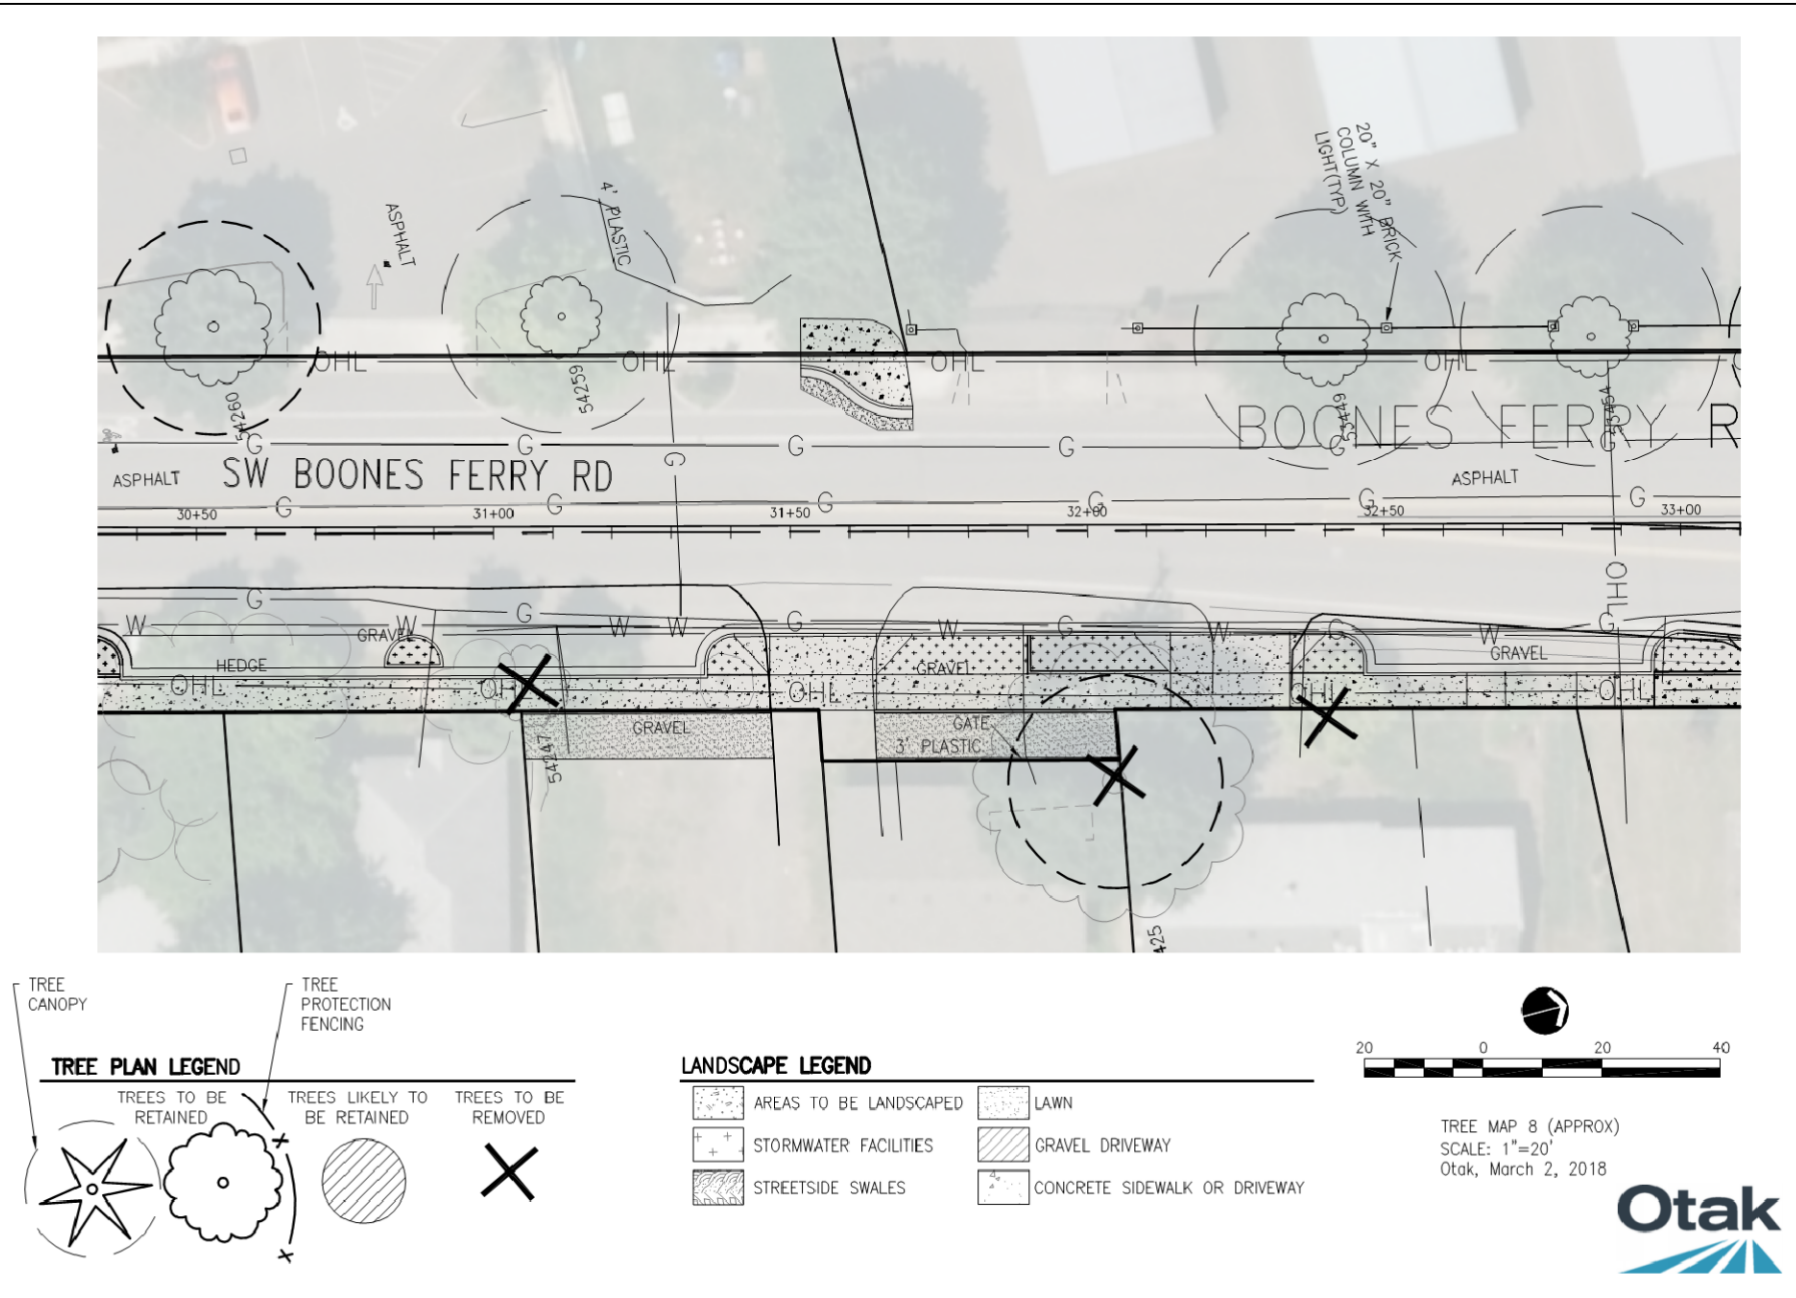 20" X 20" BRICK
COLUMN WITH
LIGHT(TYP)
ASPHALT
4' PLASTIC
OHL
OHL
OHL
OHL
54260
54259
53449
53454
BOONES FERRY R
G
G
G
G
G
G
G
ASPHALT
SW BOONES FERRY RD
ASPHALT
G
G
G
G
G
G
30+50
31+00
31+50
32+00
32+50
33+00
OHL
G
G
G
G
G
G
W
W
W
W
W
W
W
GRAVEL
HEDGE
GRAVEL
GRAVEL
OHL
OHL
OHL
OHL
OHL
GRAVEL
GATE
3' PLASTIC
54247
425
TREE
CANOPY
TREE
PROTECTION
FENCING
TREE PLAN LEGEND
TREES TO BE
RETAINED
TREES LIKELY TO
BE RETAINED
TREES TO BE
REMOVED
LANDSCAPE LEGEND
AREAS TO BE LANDSCAPED
LAWN
STORMWATER FACILITIES
GRAVEL DRIVEWAY
STREETSIDE SWALES
CONCRETE SIDEWALK OR DRIVEWAY
20 0 20 40
TREE MAP 8 (APPROX)
SCALE: 1"=20'
Otak, March 2, 2018
Otak